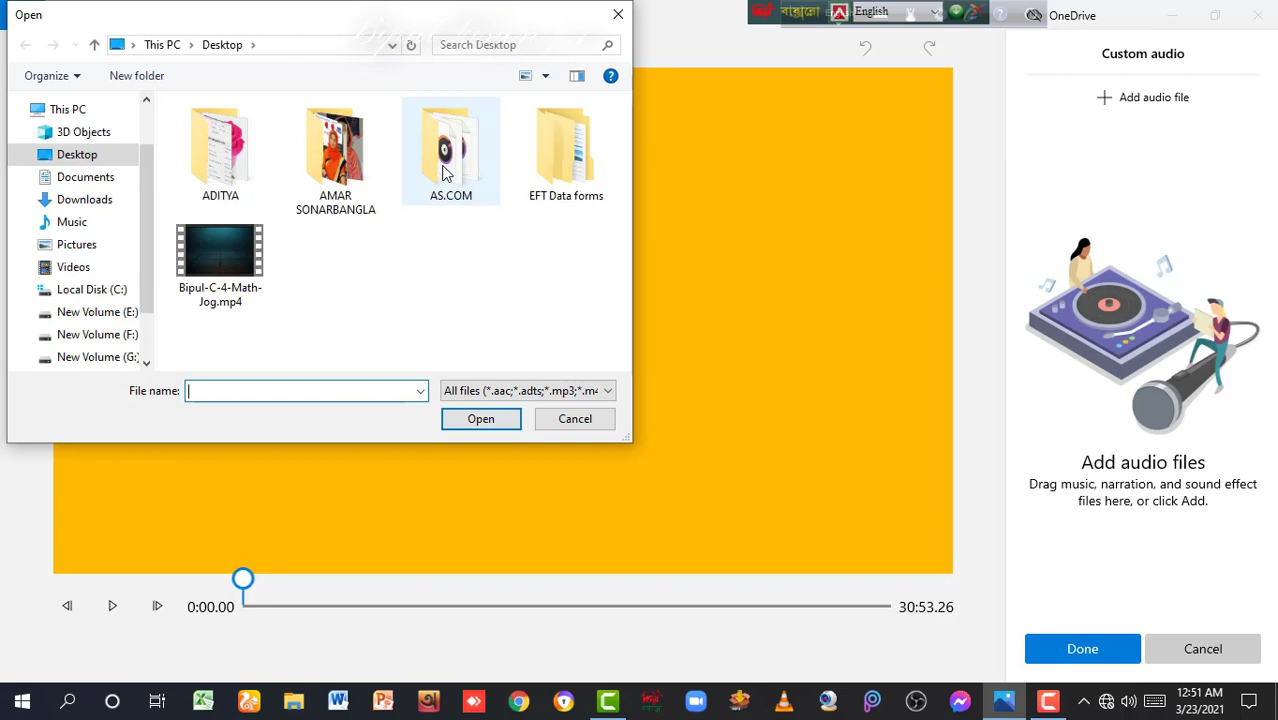 Open
বাহান্নো
English
OneDrive
This PC
Desktop
Search Desktop
Custom audio
Organize
New folder
Add audio file
This PC
3D Objects
Desktop
Documents
Downloads
Music
Pictures
Videos
Local Disk (C:)
New Volume (E:)
New Volume (F:)
New Volume (G:
ADITYA
AMAR
SONARBANGLA
AS.COM
EFT Data forms
Bipul-C-4-Math-
Jog.mp4
File name:
All files (*.aac;*.adts;*.mp3;*.m4
Open
Cancel
Add audio files
Drag music, narration, and sound effect
files here, or click Add.
0:00.00
30:53.26
Done
Cancel
12:51 AM
3/23/2021